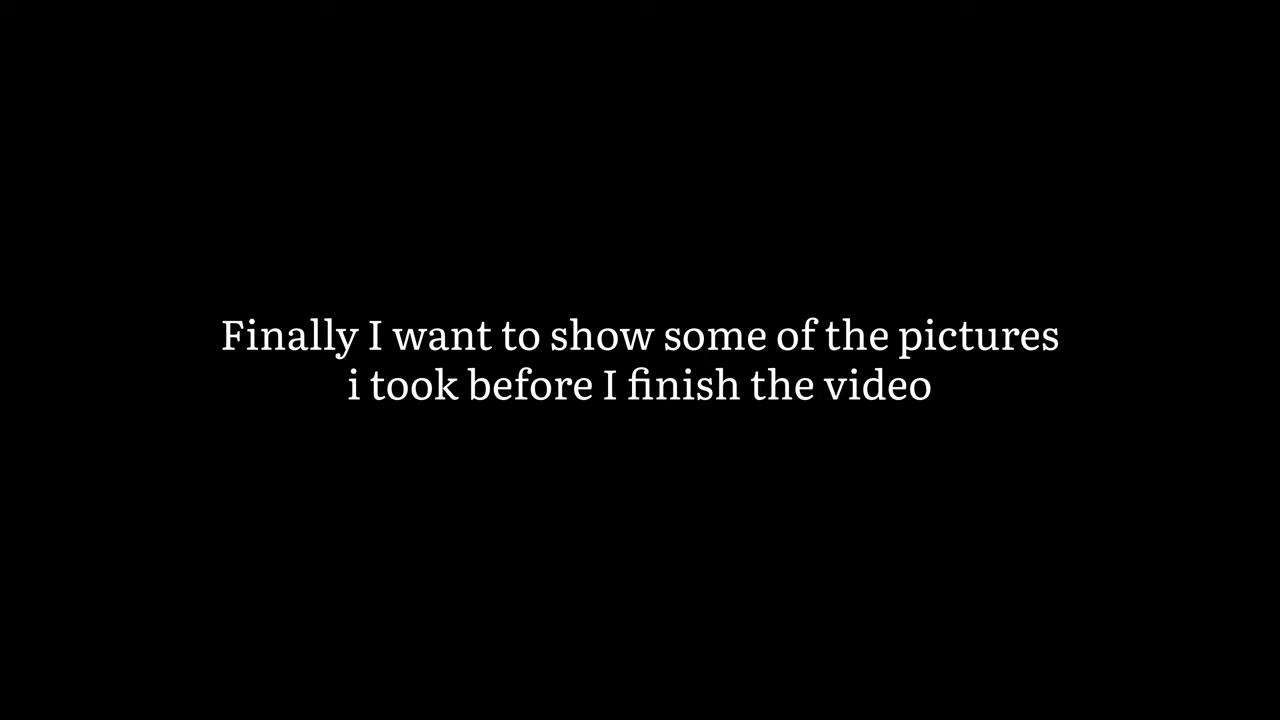 Finally I want to show some of the pictures
i took before I finish the video